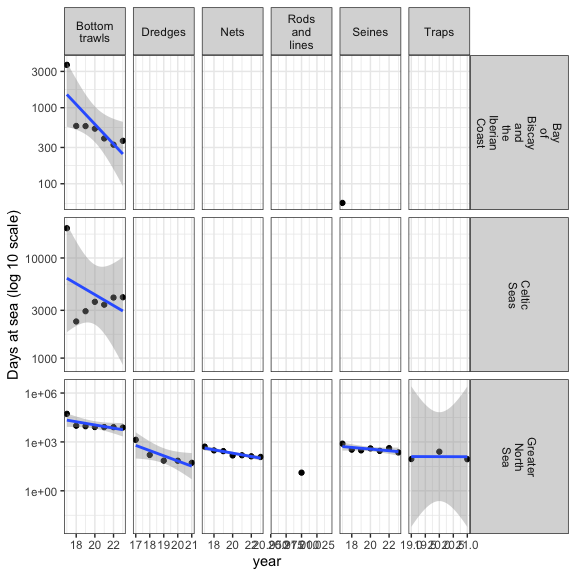 Bottom
trawls
Dredges
Nets
Rods
and
lines
Seines
Traps
3000
1000
300
100
Bay
of
Biscay
and
the
Iberian
Coast
10000
3000
1000
Celtic
Seas
1e+06
1e+03
1e+00
Greater
North
Sea
Days at sea (log 10 scale)
18 20 22
17 18 19 20 21
18 20 22
18 20 22
year